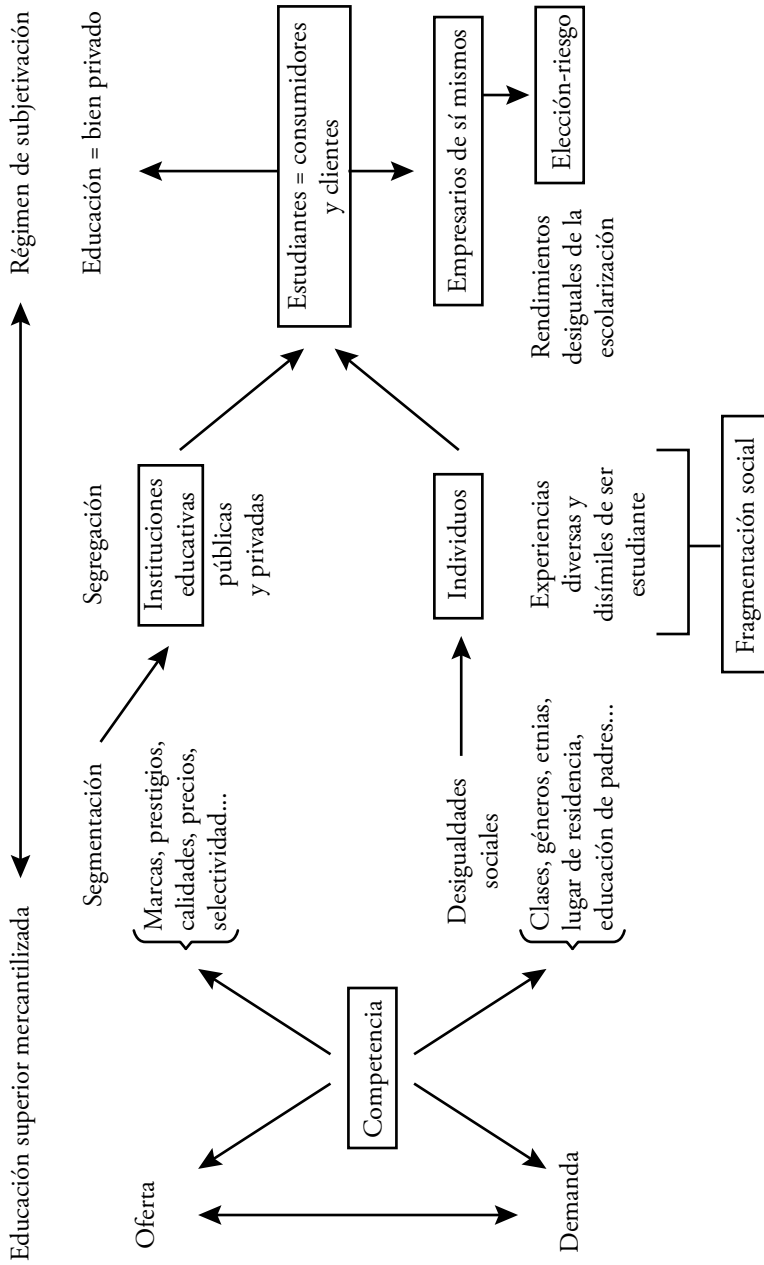 Educación superior mercantilizada
Régimen de subjetivación
Oferta
Demanda
Competencia
Segmentación
Marcas, prestigios,
calidades, precios,
selectividad...
Desigualdades
sociales
Clases, géneros, etnias,
lugar de residencia,
educación de padres...
Segregación
Instituciones
educativas
públicas
y privadas
Individuos
Experiencias
diversas y
disímiles de ser
estudiante
Fragmentación social
Educación = bien privado
Estudiantes = consumidores
y clientes
Empresarios de sí mismos
Rendimientos
desiguales de la
escolarización
Elección-riesgo